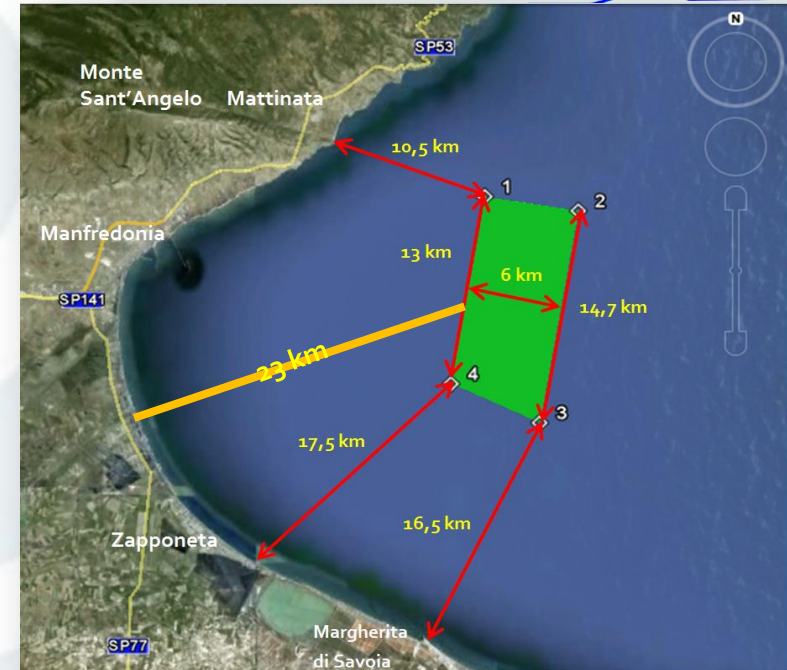 N
SP53
Monte
Sant'Angelo Mattinata
10,5 km
1
2
Manfredonia
13 km
6 km
SP141
14,7 km
23 km
4
3
17,5 km
16,5 km
Zapponeta
Margherita
di Savoia
SP77